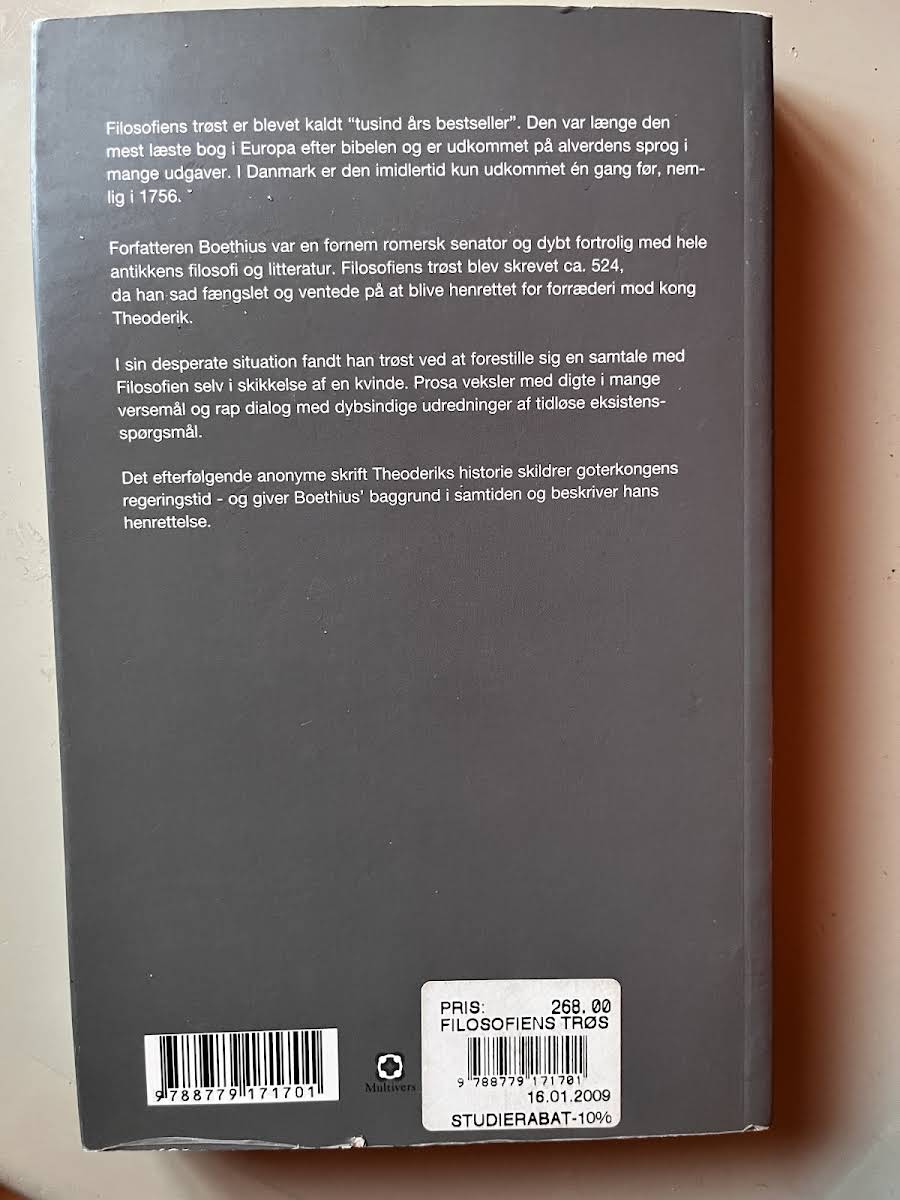 Filosofiens trøst er blevet kaldt “tusind års bestseller”. Den var længe den
mest læste bog i Europa efter bibelen og er udkommet på alverdens sprog i
mange udgaver. I Danmark er den imidlertid kun udkommet én gang før, nem-
lig i 1756.
Forfatteren Boethius var en fornem romersk senator og dybt fortrolig med hele
antikkens filosofi og litteratur. Filosofiens trøst blev skrevet ca. 524,
da han sad fængslet og ventede på at blive henrettet for forræderi mod kong
Theoderik.
I sin desperate situation fandt han trøst ved at forestille sig en samtale med
Filosofien selv i skikkelse af en kvinde. Prosa veksler med digte i mange
versemål og rap dialog med dybsindige udredninger af tidløse eksistens-
spørgsmål.
Det efterfølgende anonyme skrift Theoderiks historie skildrer goterkongens
regeringstid - og giver Boethius’ baggrund i samtiden og beskriver hans
henrettelse.
9 788779 171701
Multivers
PRIS: 268.00
FILOSOFIENS TRØS
9 788779 171701
16.01.2009
STUDIERABAT-10%